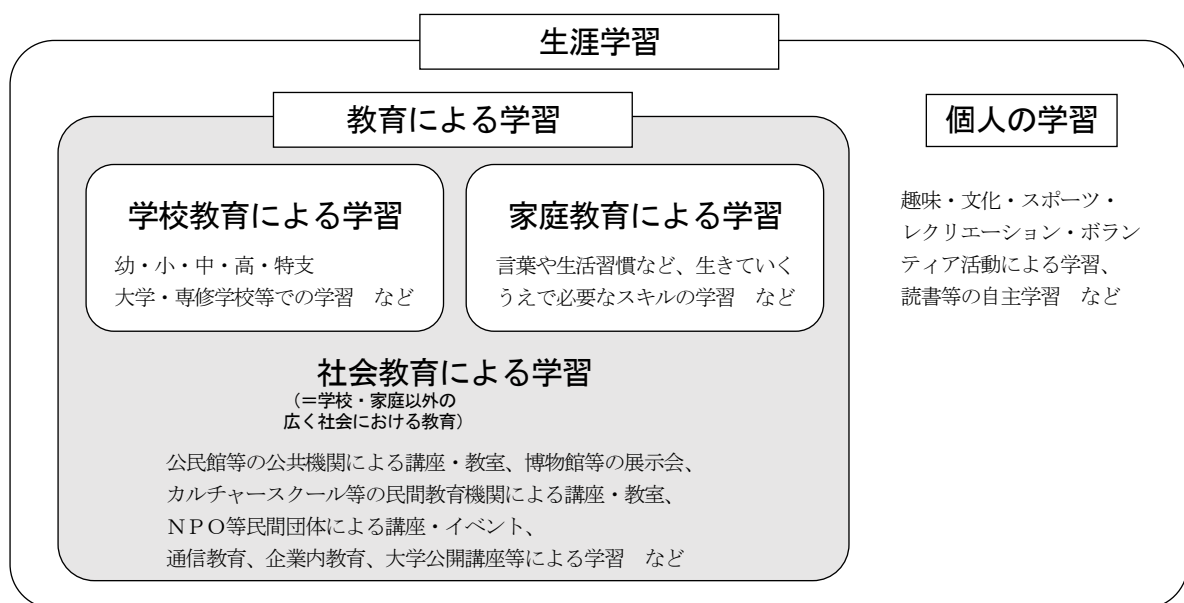 生涯学習
教育による学習
個人の学習
学校教育による学習
幼・小・中・高・特支
大学・専修学校等での学習　など
家庭教育による学習
言葉や生活習慣など、生きていく
うえで必要なスキルの学習　など
趣味・文化・スポーツ・
レクリエーション・ボラン
ティア活動による学習、
読書等の自主学習　など
社会教育による学習
（＝学校・家庭以外の
広く社会における教育）
公民館等の公共機関による講座・教室、博物館等の展示会、
カルチャースクール等の民間教育機関による講座・教室、
ＮＰＯ等民間団体による講座・イベント、
通信教育、企業内教育、大学公開講座等による学習　など